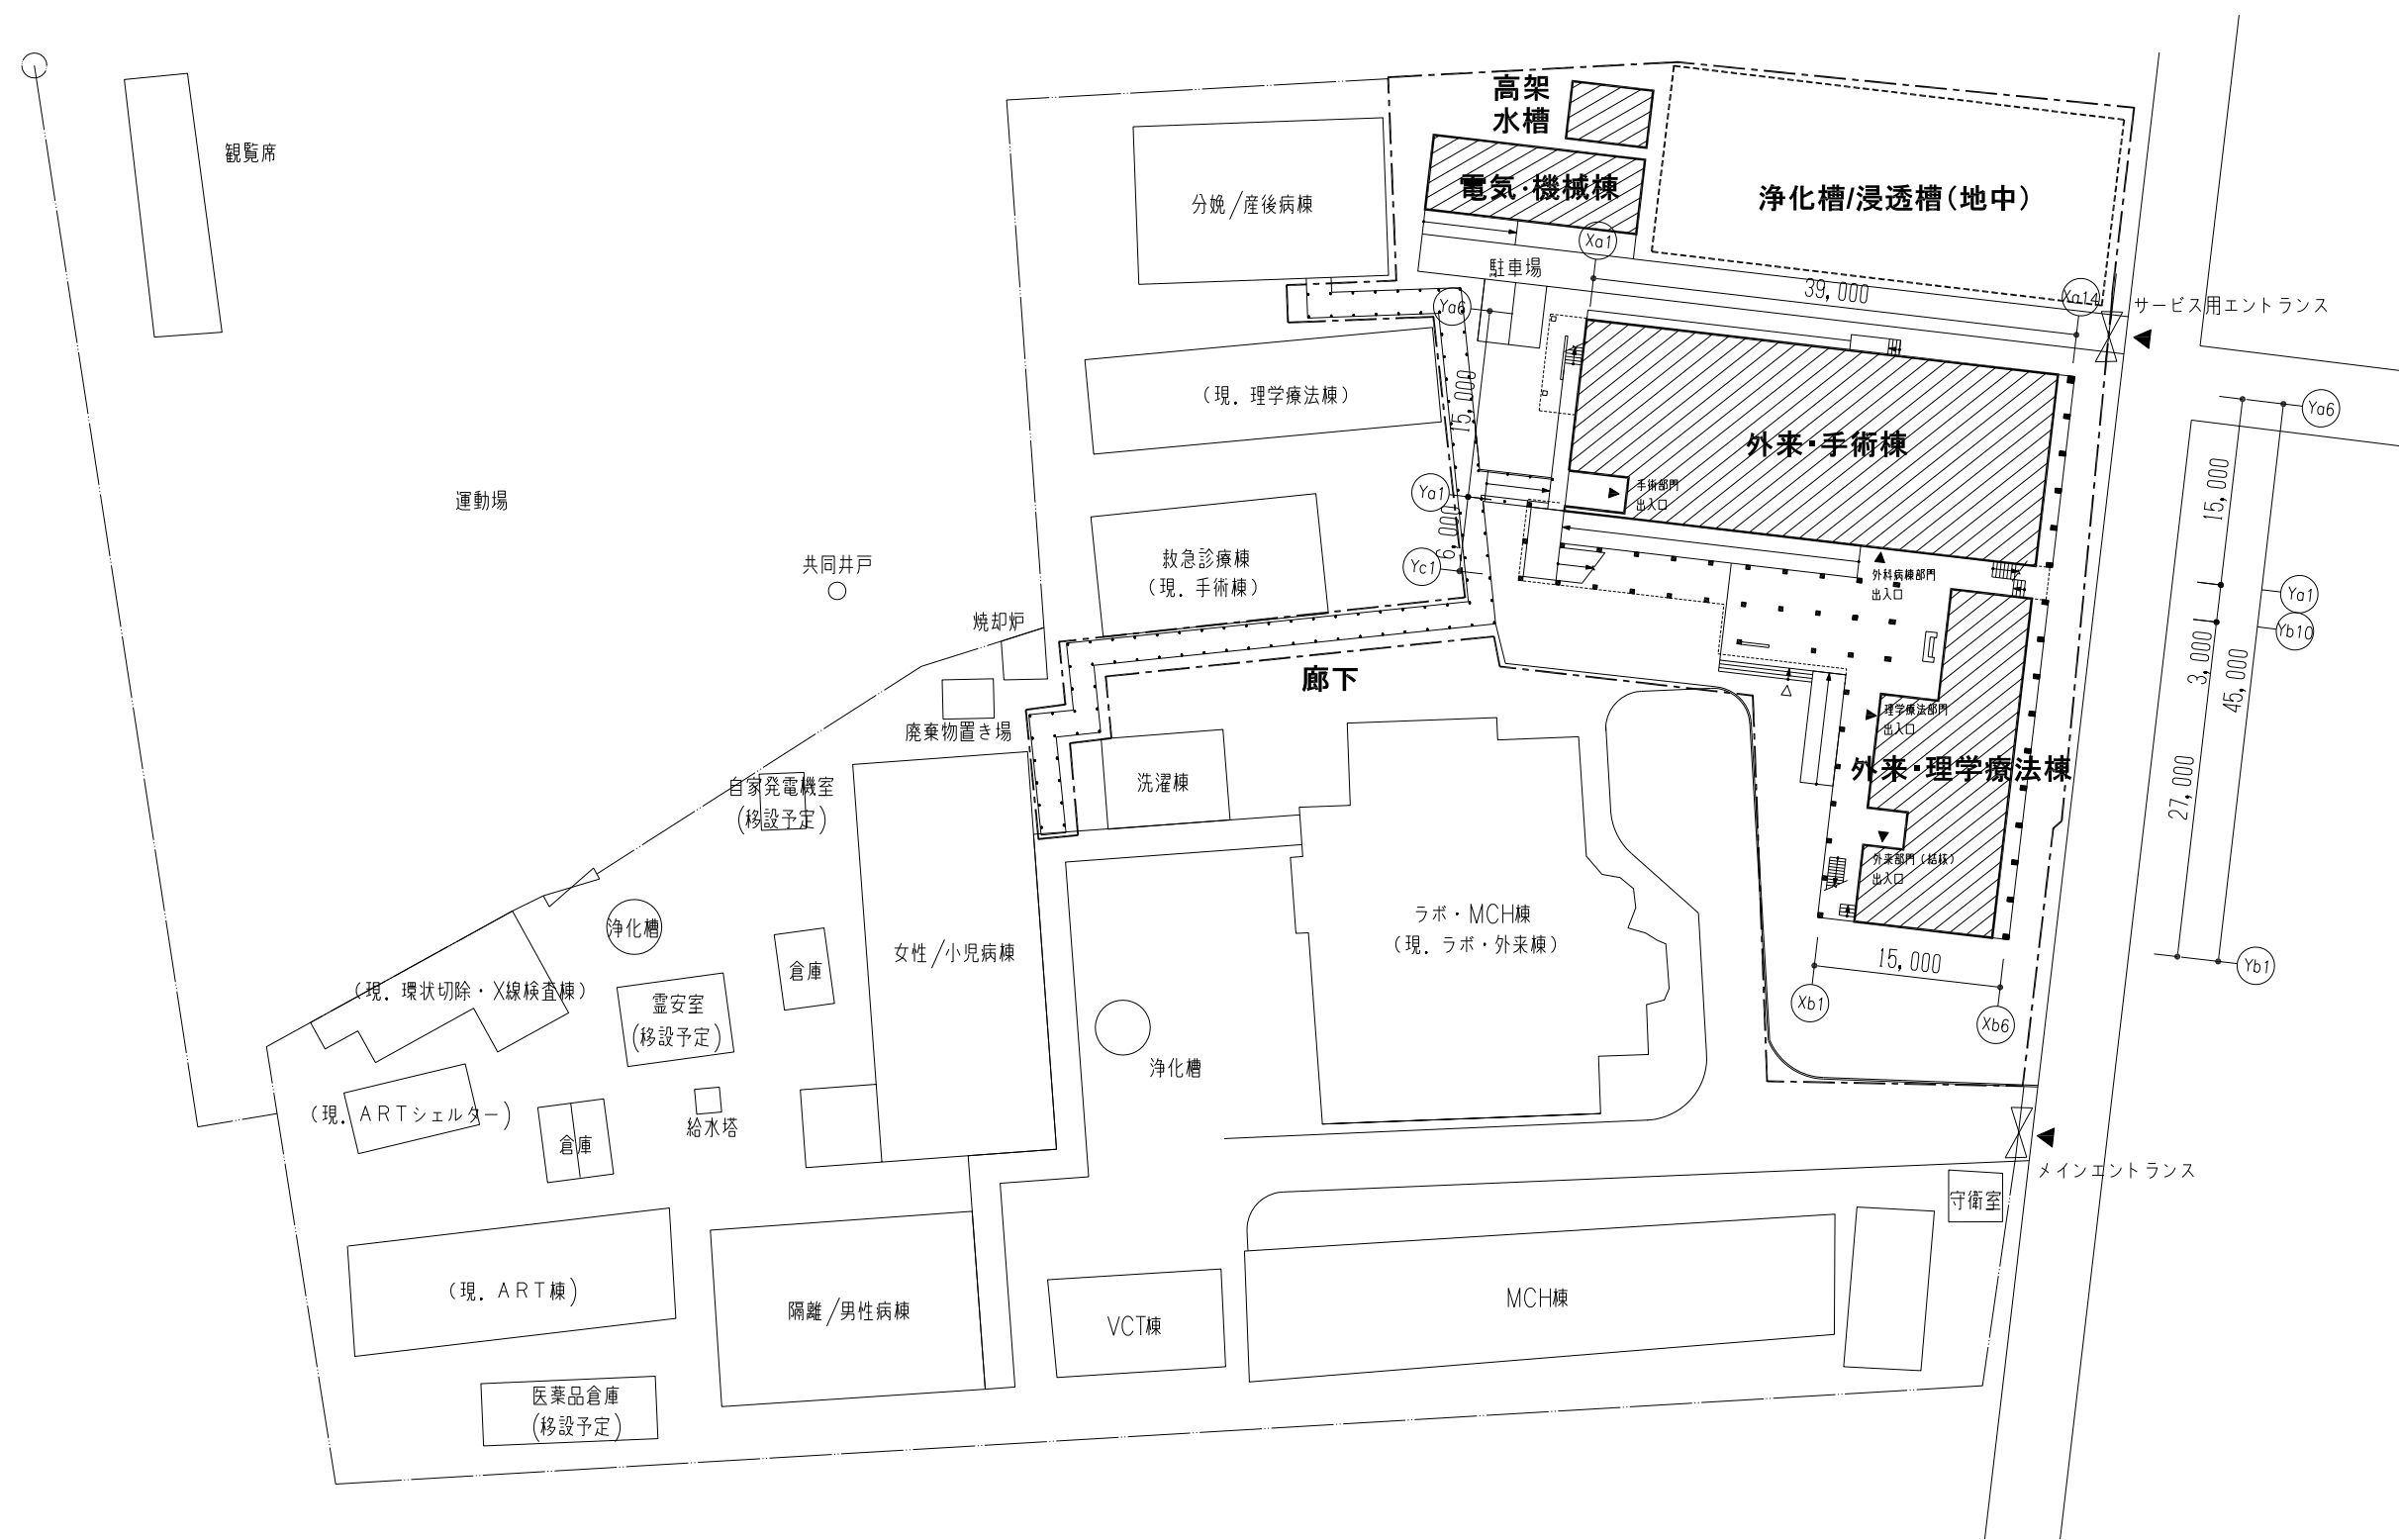 高架
水槽
観覧席
分娩/産後病棟
電気・機械棟
浄化槽/浸透槽(地中)
Xa1
駐車場
39,000
Xa14
サービス用エントランス
Ya6
(現. 理学療法棟)
15,000
Ya6
外来・手術棟
運動場
Ya1
手術部門
出入口
15,000
6,000
救急診療棟
(現. 手術棟)
Yc1
共同井戸
外科病棟部門
出入口
Ya1
焼却炉
Yb10
3,000
45,000
廊下
廃棄物置き場
理学療法部門
出入口
外来・理学療法棟
自家発電機室
(移設予定)
洗濯棟
27,000
外来部門(結核)
出入口
浄化槽
ラボ・MCH棟
(現. ラボ・外来棟)
女性/小児病棟
倉庫
15,000
Yb1
(現. 環状切除・X線検査棟)
霊安室
(移設予定)
Xb1
Xb6
浄化槽
(現. ARTシェルター)
給水塔
倉庫
メインエントランス
守衛室
(現. ART棟)
隔離/男性病棟
VCT棟
MCH棟
医薬品倉庫
(移設予定)